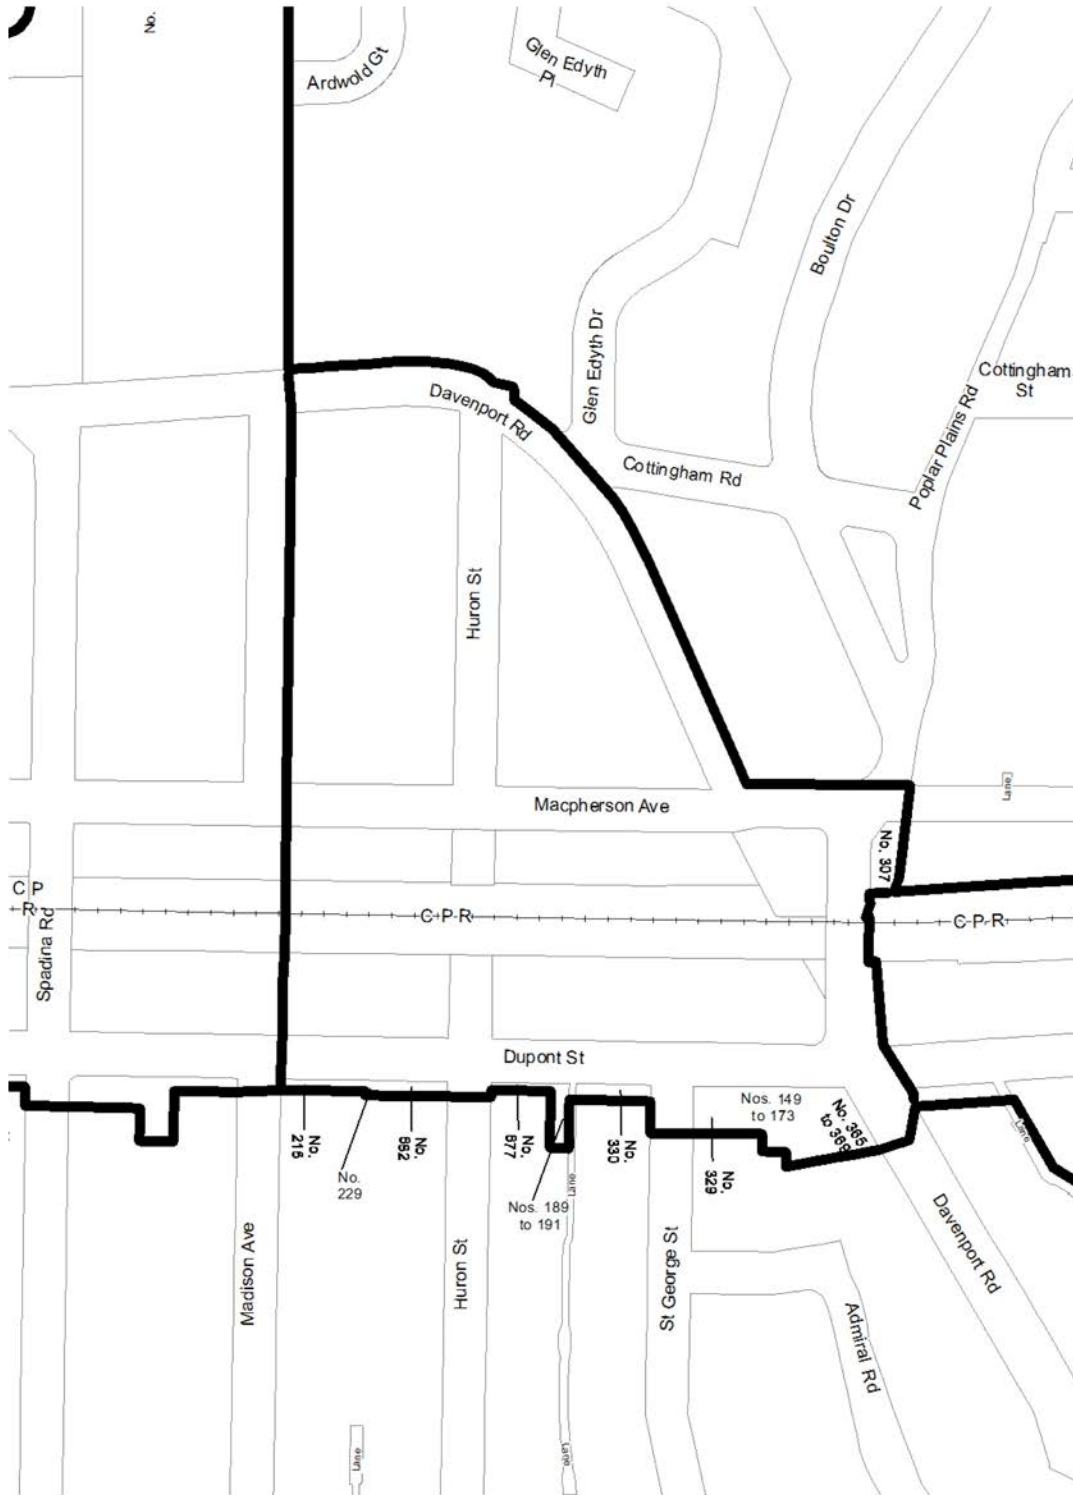 No.
Ardwold Gt
Glen Edyth
Pl
Boulton Dr
Glen Edyth Dr
Cottingham
St
Poplar Plains Rd
Davenport Rd
Cottingham Rd
Huron St
Lane
Macpherson Ave
No. 307
C P
R
C P R
C P R
Spadina Rd
Dupont St
Nos. 149
to 173
No. 365
to 369
Lane
No.
215
No.
229
No.
692
No.
677
Nos. 189
to 191
Lane
No.
330
No.
329
Madison Ave
Huron St
St George St
Davenport Rd
Admiral Rd
Lane
Lane